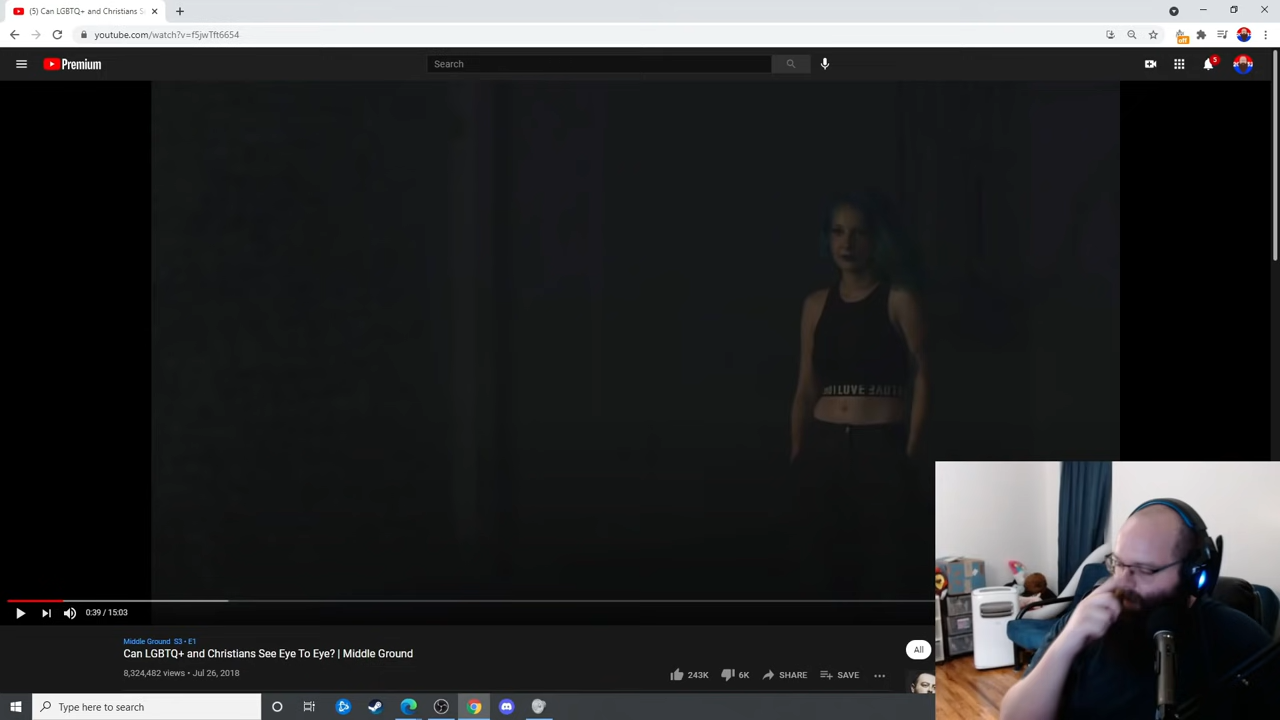 (5) Can LGBTQ+ and Christians S
youtube.com/watch?v=f5jwTft6654
off
Premium
Search
5
0:39 / 15:03
Middle Ground S3 • E1
Can LGBTQ+ and Christians See Eye To Eye? | Middle Ground
All
8,324,482 views • Jul 26, 2018
243K
6K
SHARE
SAVE
Type here to search